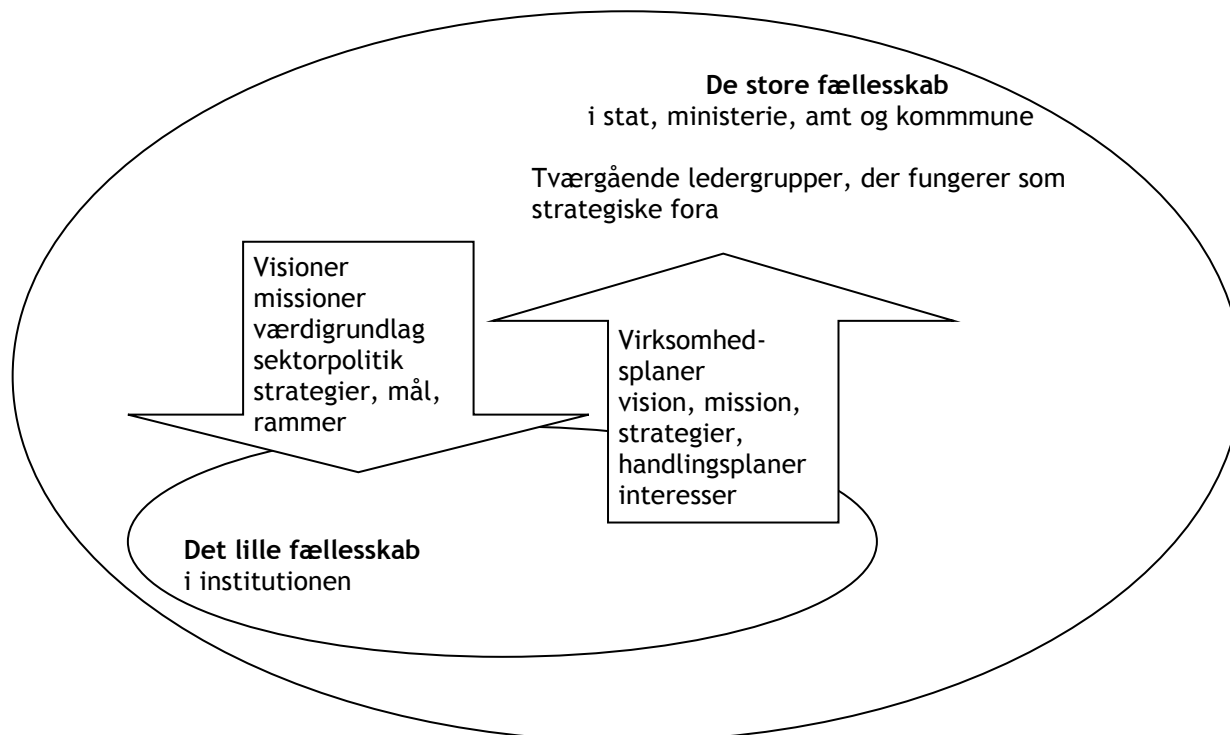 De store fællesskab
i stat, ministerie, amt og kommmune
Tværgående ledergrupper, der fungerer som
strategiske fora
Visioner
missioner
værdigrundlag
sektorpolitik
strategier, mål,
rammer
Virksomhed-
splaner
vision, mission,
strategier,
handlingsplaner
interesser
Det lille fællesskab
i institutionen